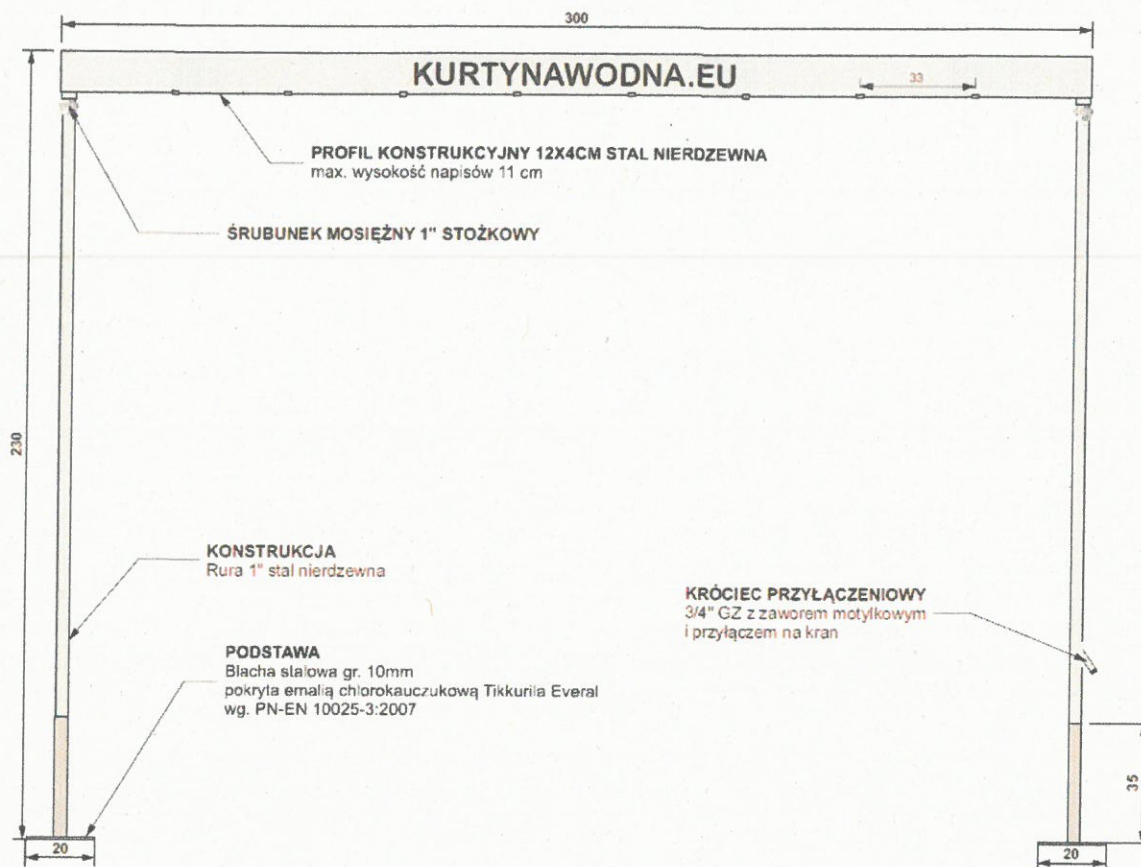 300
KURTYNAWODNA.EU
33
PROFIL KONSTRUKCYJNY 12X4CM STAL NIERDZEWNA
max. wysokość napisów 11 cm
ŚRUBUNEK MOSIĘŻNY 1" STOŻKOWY
230
KONSTRUKCJA
Rura 1" stal nierdzewna
KRÓCIEC PRZYŁĄCZENIOWY
3/4" GZ z zaworem motylkowym
i przyłączem na kran
PODSTAWA
Blacha stalowa gr. 10mm
pokryta emalią chlorokauczukową Tikkurila Everal
wg. PN-EN 10025-3:2007
35
20
20